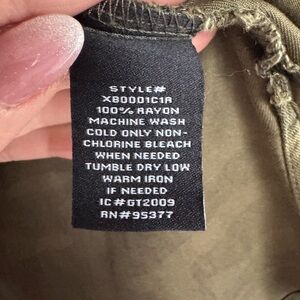 STYLE#
X80001C1R
100% RAYON
MACHINE WASH
COLD ONLY NON-
CHLORINE BLEACH
WHEN NEEDED
TUMBLE DRY LOW
WARM IRON
IF NEEDED
IC#GT2009
RN#95377